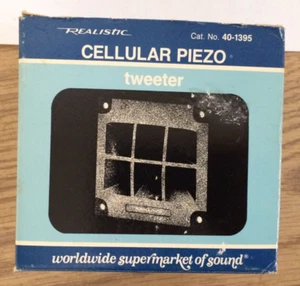 REALISTIC Cat. No. 40-1395
CELLULAR PIEZO
tweeter
worldwide supermarket of sound®